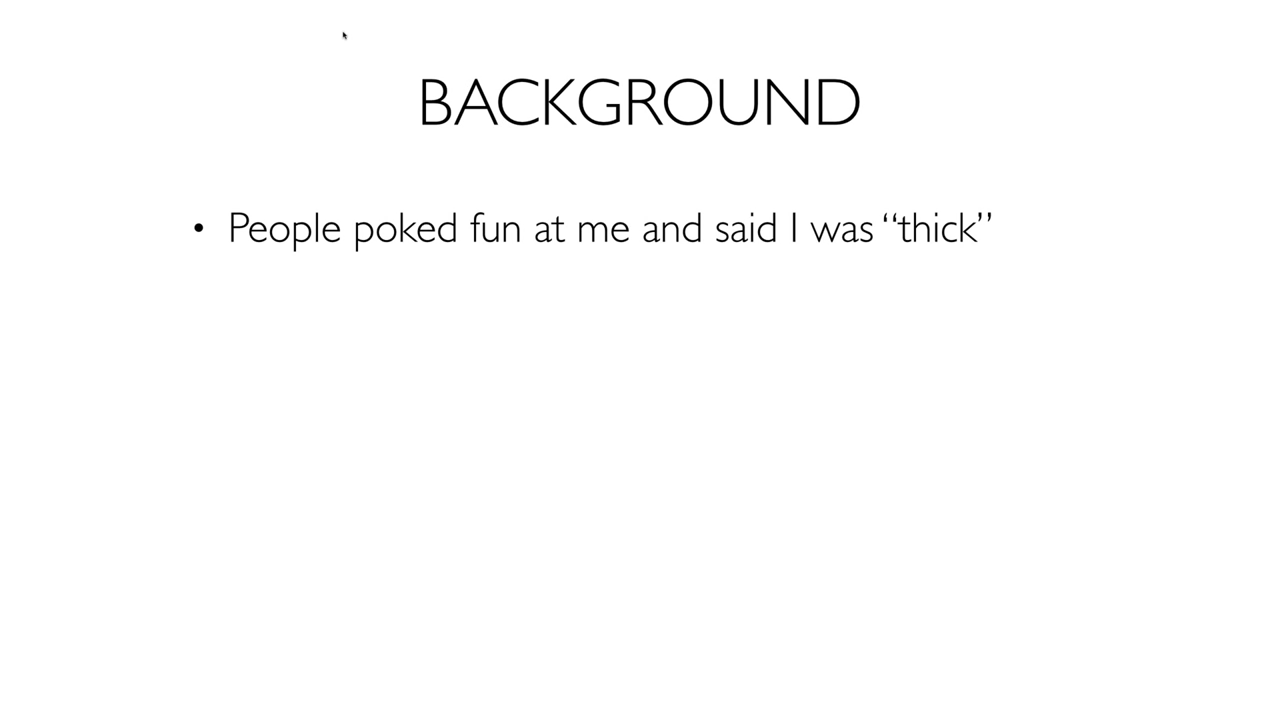 BACKGROUND
• People poked fun at me and said I was “thick”